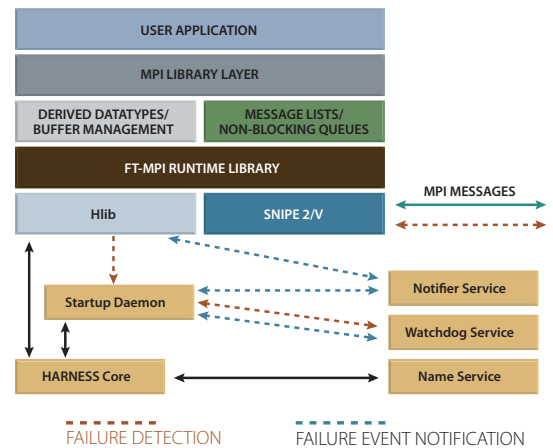 USER APPLICATION
MPI LIBRARY LAYER
DERIVED DATATYPES/
BUFFER MANAGEMENT
MESSAGE LISTS/
NON-BLOCKING QUEUES
FT-MPI RUNTIME LIBRARY
Hlib
SNIPE 2/V
MPI MESSAGES
Startup Daemon
Notifier Service
Watchdog Service
HARNESS Core
Name Service
FAILURE DETECTION
FAILURE EVENT NOTIFICATION